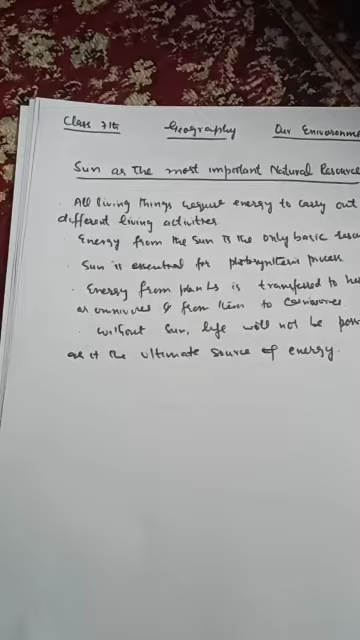 Class 7th Geography Our Environme
Sun as The most important Natural Resource
. All living things require energy to carry out
different living activities.
. Energy from the Sun is the only basic
. Sun is essential for photosynthesis process
. Energy from plants is transferred to he
as omnivores & from them to carnivores.
. without Sun, life will not be poss
as it the ultimate source of energy.